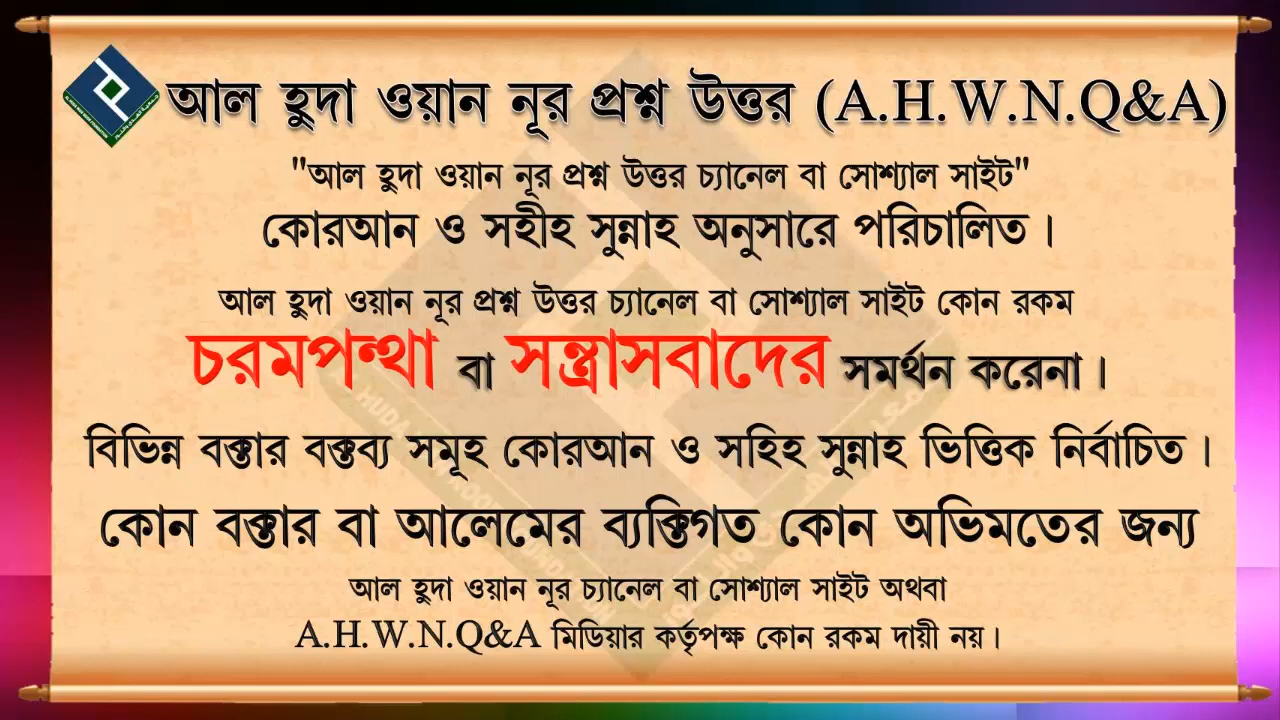 আল হুদা ওয়ান নূর প্রশ্ন উত্তর (A.H.W.N.Q&A)
"আল হুদা ওয়ান নূর প্রশ্ন উত্তর চ্যানেল বা সোশ্যাল সাইট"
কোরআন ও সহীহ সুন্নাহ অনুসারে পরিচালিত।
আল হুদা ওয়ান নূর প্রশ্ন উত্তর চ্যানেল বা সোশ্যাল সাইট কোন রকম
চরমপন্থা বা সন্ত্রাসবাদের সমর্থন করেনা।
বিভিন্ন বক্তার বক্তব্য সমূহ কোরআন ও সহিহ সুন্নাহ ভিত্তিক নির্বাচিত।
কোন বক্তার বা আলেমের ব্যক্তিগত কোন অভিমতের জন্য
আল হুদা ওয়ান নূর চ্যানেল বা সোশ্যাল সাইট অথবা
A.H.W.N.Q&A মিডিয়ার কর্তৃপক্ষ কোন রকম দায়ী নয়।